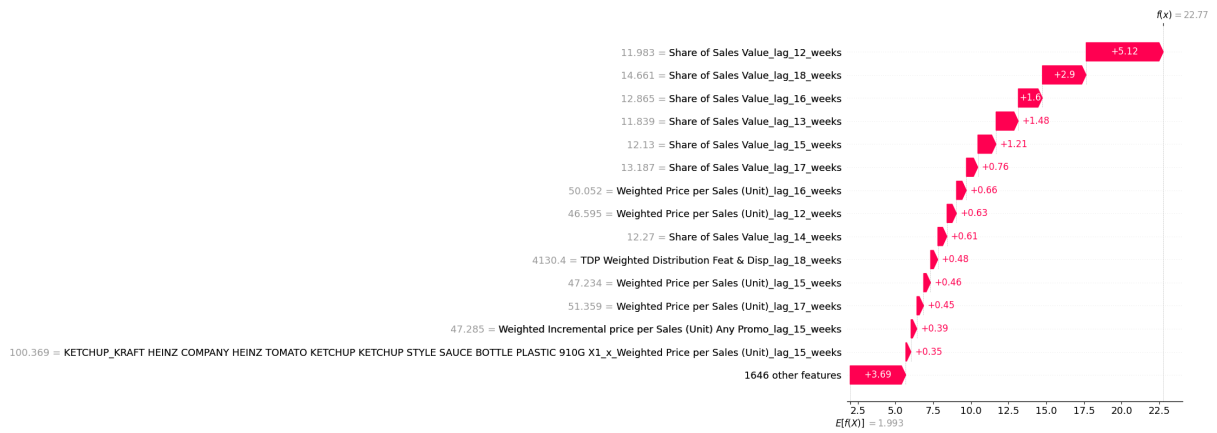 f(x) = 22.77
11.983 = Share of Sales Value_lag_12_weeks +5.12
14.661 = Share of Sales Value_lag_18_weeks +2.9
12.865 = Share of Sales Value_lag_16_weeks +1.6
11.839 = Share of Sales Value_lag_13_weeks +1.48
12.13 = Share of Sales Value_lag_15_weeks +1.21
13.187 = Share of Sales Value_lag_17_weeks +0.76
50.052 = Weighted Price per Sales (Unit)_lag_16_weeks +0.66
46.595 = Weighted Price per Sales (Unit)_lag_12_weeks +0.63
12.27 = Share of Sales Value_lag_14_weeks +0.61
4130.4 = TDP Weighted Distribution Feat & Disp_lag_18_weeks +0.48
47.234 = Weighted Price per Sales (Unit)_lag_15_weeks +0.46
51.359 = Weighted Price per Sales (Unit)_lag_17_weeks +0.45
47.285 = Weighted Incremental price per Sales (Unit) Any Promo_lag_15_weeks +0.39
100.369 = KETCHUP_KRAFT HEINZ COMPANY HEINZ TOMATO KETCHUP KETCHUP STYLE SAUCE BOTTLE PLASTIC 910G X1_x_Weighted Price per Sales (Unit)_lag_15_weeks +0.35
1646 other features +3.69
2.5 5.0 7.5 10.0 12.5 15.0 17.5 20.0 22.5
E[f(X)] = 1.993